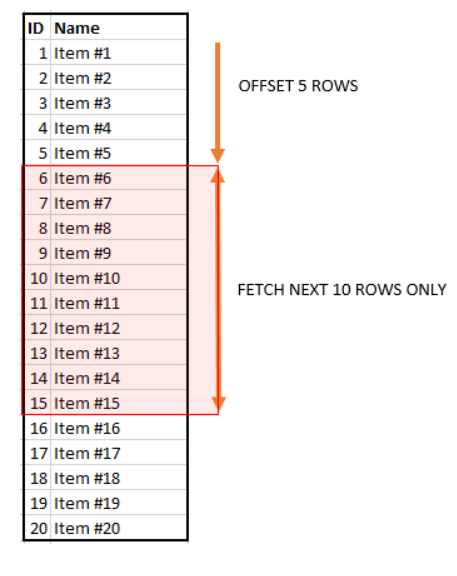 ID Name
1 Item #1
2 Item #2
OFFSET 5 ROWS
3 Item #3
4 Item #4
5 Item #5
6 Item #6
7 Item #7
8 Item #8
9 Item #9
10 Item #10
FETCH NEXT 10 ROWS ONLY
11 Item #11
12 Item #12
13 Item #13
14 Item #14
15 Item #15
16 Item #16
17 Item #17
18 Item #18
19 Item #19
20 Item #20